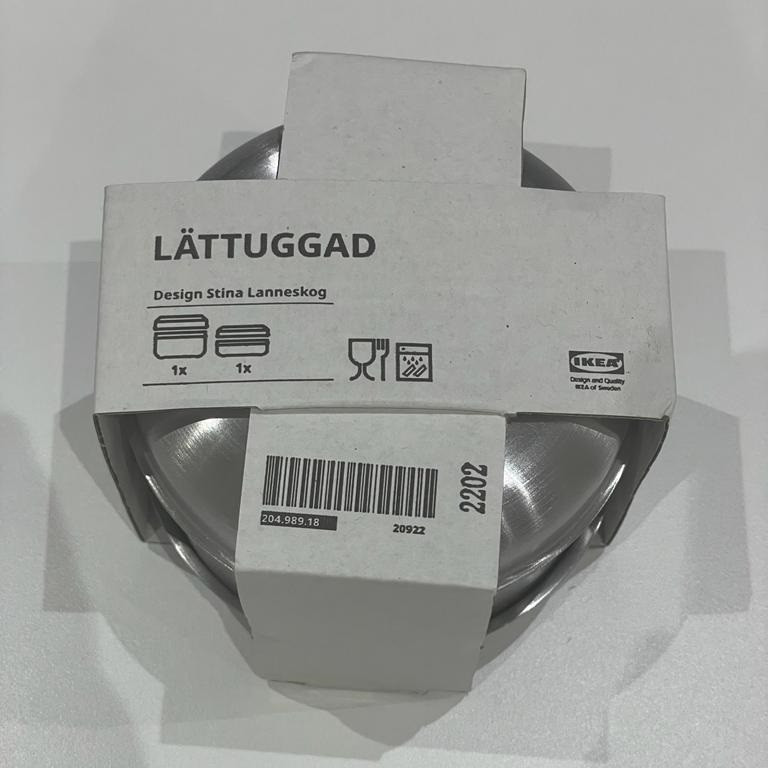 LÄTTUGGAD
Design Stina Lanneskog
1x 1x
IKEA
Design and Quality
IKEA of Sweden
2202
204.989.18
20922